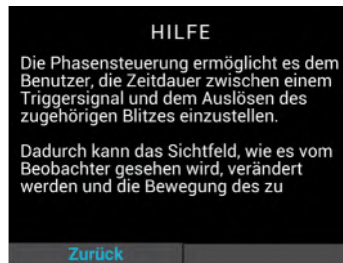 HILFE
Die Phasensteuerung ermöglicht es dem
Benutzer, die Zeitdauer zwischen einem
Triggersignal und dem Auslösen des
zugehörigen Blitzes einzustellen.
Dadurch kann das Sichtfeld, wie es vom
Beobachter gesehen wird, verändert
werden und die Bewegung des zu
Zurück